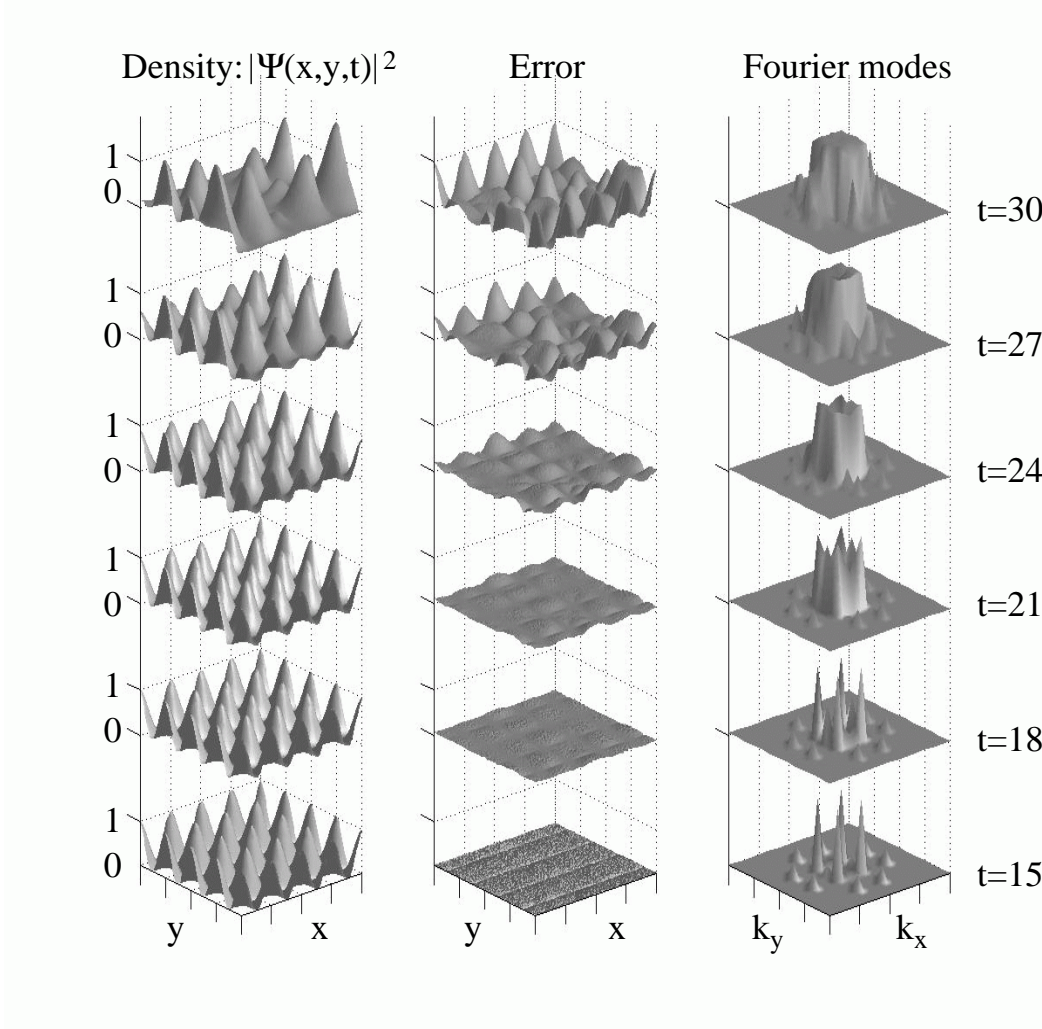 Density: |Ψ(x,y,t)|² Error Fourier modes
1
0
t=30
1
0
t=27
1
0
t=24
1
0
t=21
1
0
t=18
1
0
t=15
y x y x k_y k_x